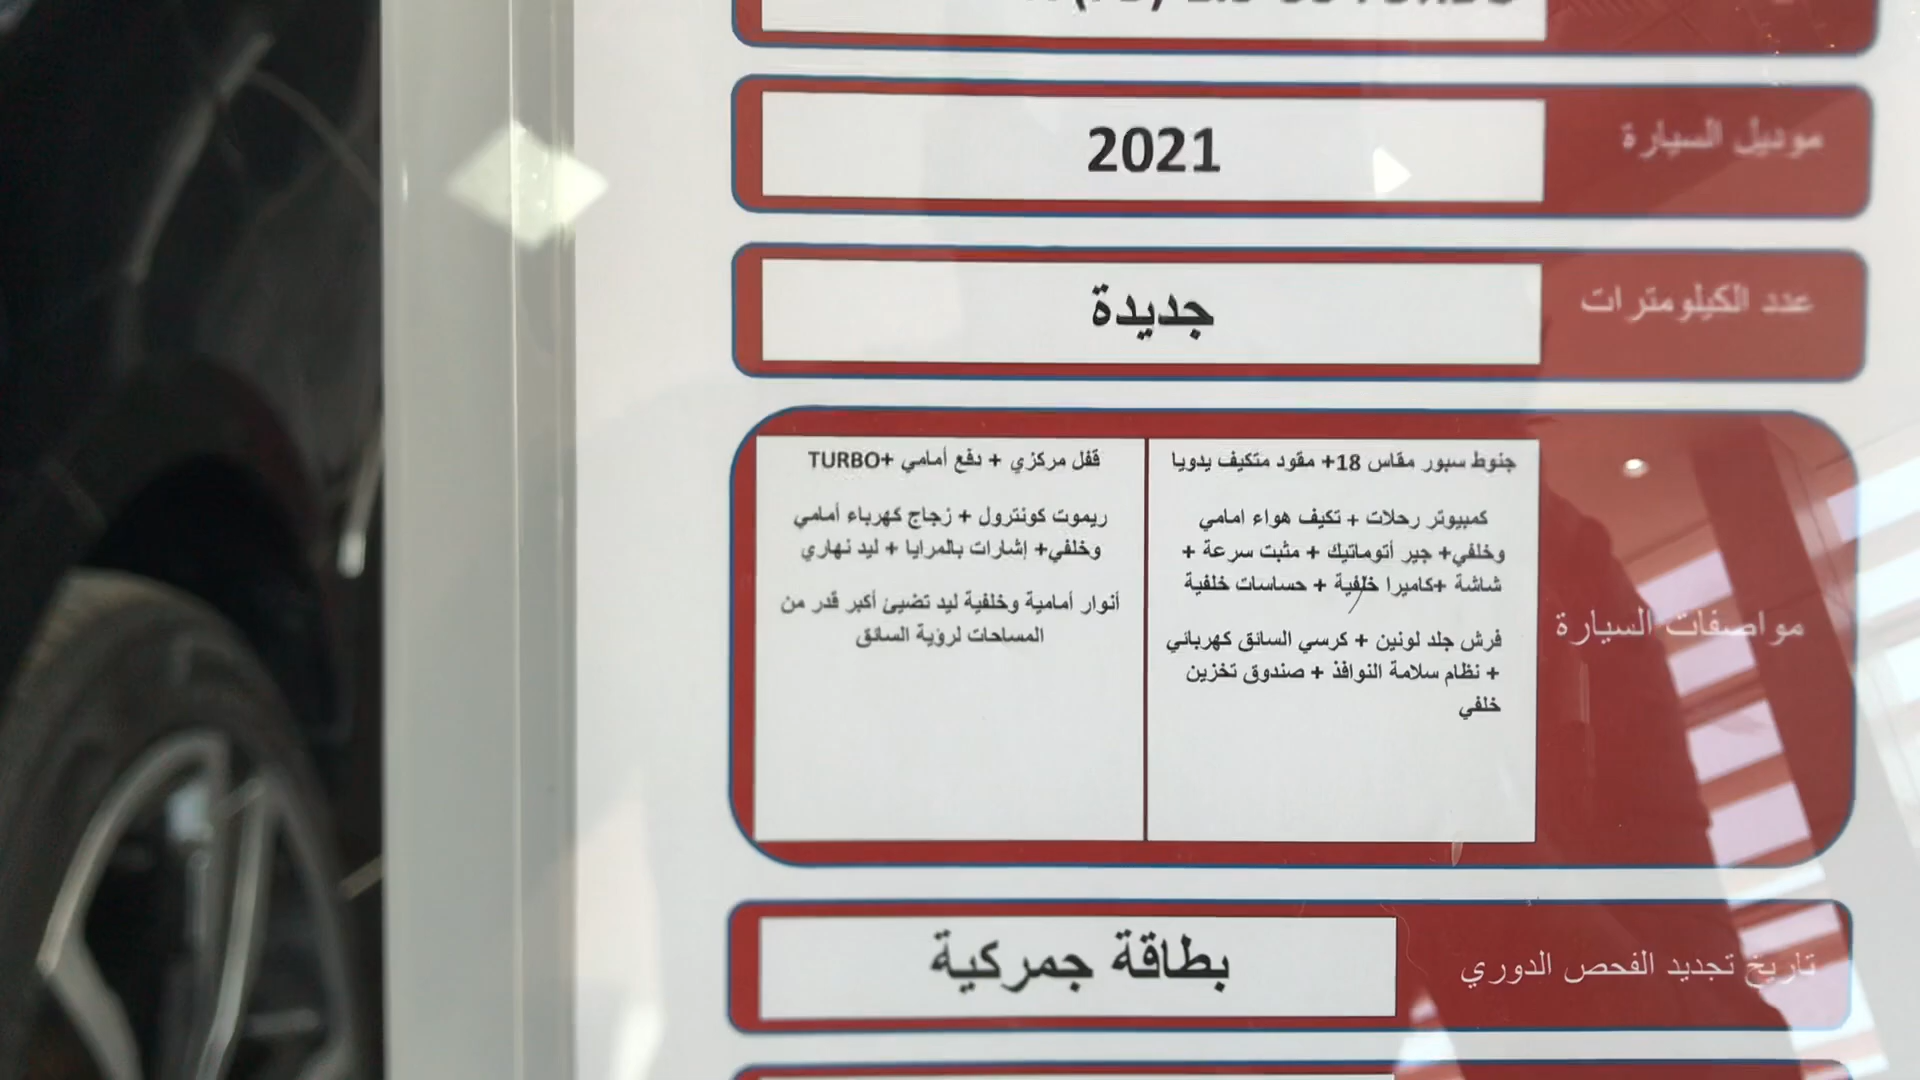 موديل السيارة
2021
عدد الكيلومترات
جديدة
مواصفات السيارة
جنوط سبور مقاس 18+ مقود متكيف يدويا
كمبيوتر رحلات + تكيف هواء امامي
وخلفي+ جير أتوماتيك + مثبت سرعة +
شاشة +كاميرا خلفية + حساسات خلفية
فرش جلد لونين + كرسي السائق كهربائي
+ نظام سلامة النوافذ + صندوق تخزين
خلفي
قفل مركزي + دفع أمامي +TURBO
ريموت كونترول + زجاج كهرباء أمامي
وخلفي+ إشارات بالمرايا + ليد نهاري
أنوار أمامية وخلفية ليد تضيئ أكبر قدر من
المساحات لرؤية السائق
تاريخ تجديد الفحص الدوري
بطاقة جمركية